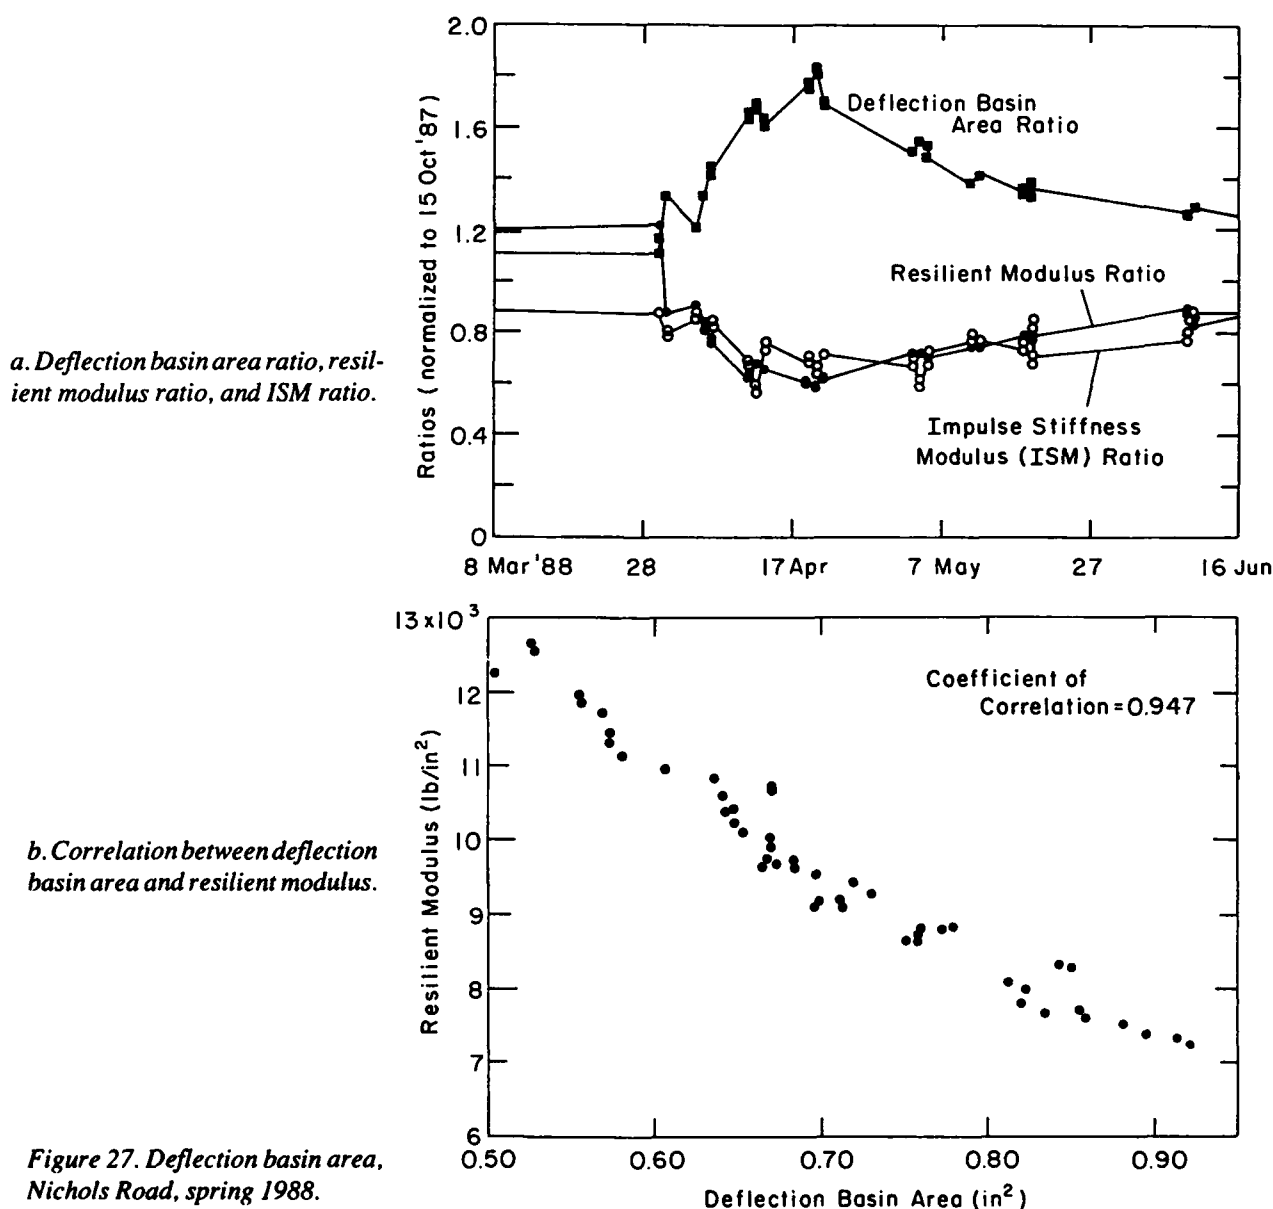 2.0
1.6
1.2
0.8
0.4
0
Ratios (normalized to 15 Oct '87)
Deflection Basin
Area Ratio
Resilient Modulus Ratio
Impulse Stiffness
Modulus (ISM) Ratio
8 Mar '88 28 17 Apr 7 May 27 16 Jun
a. Deflection basin area ratio, resil-
ient modulus ratio, and ISM ratio.
13 x 10³
12
11
10
9
8
7
6
Resilient Modulus (lb/in²)
Coefficient of
Correlation = 0.947
0.50 0.60 0.70 0.80 0.90
Deflection Basin Area (in²)
b. Correlation between deflection
basin area and resilient modulus.
Figure 27. Deflection basin area,
Nichols Road, spring 1988.